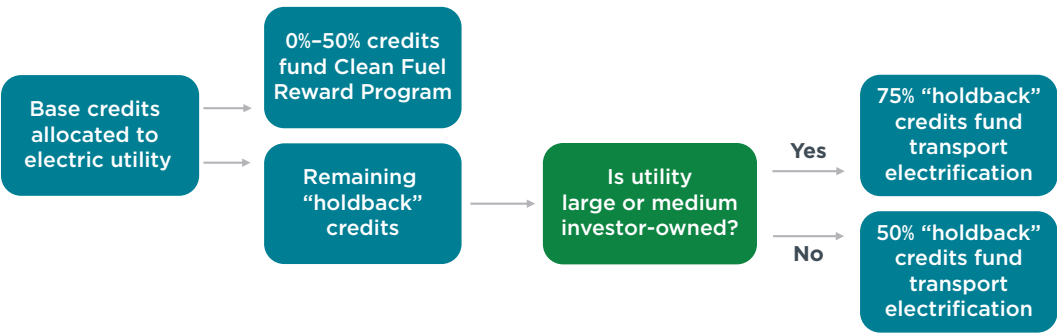 Base credits
allocated to
electric utility
0%–50% credits
fund Clean Fuel
Reward Program
Remaining
“holdback”
credits
Is utility
large or medium
investor-owned?
Yes
75% “holdback”
credits fund
transport
electrification
No
50% “holdback”
credits fund
transport
electrification